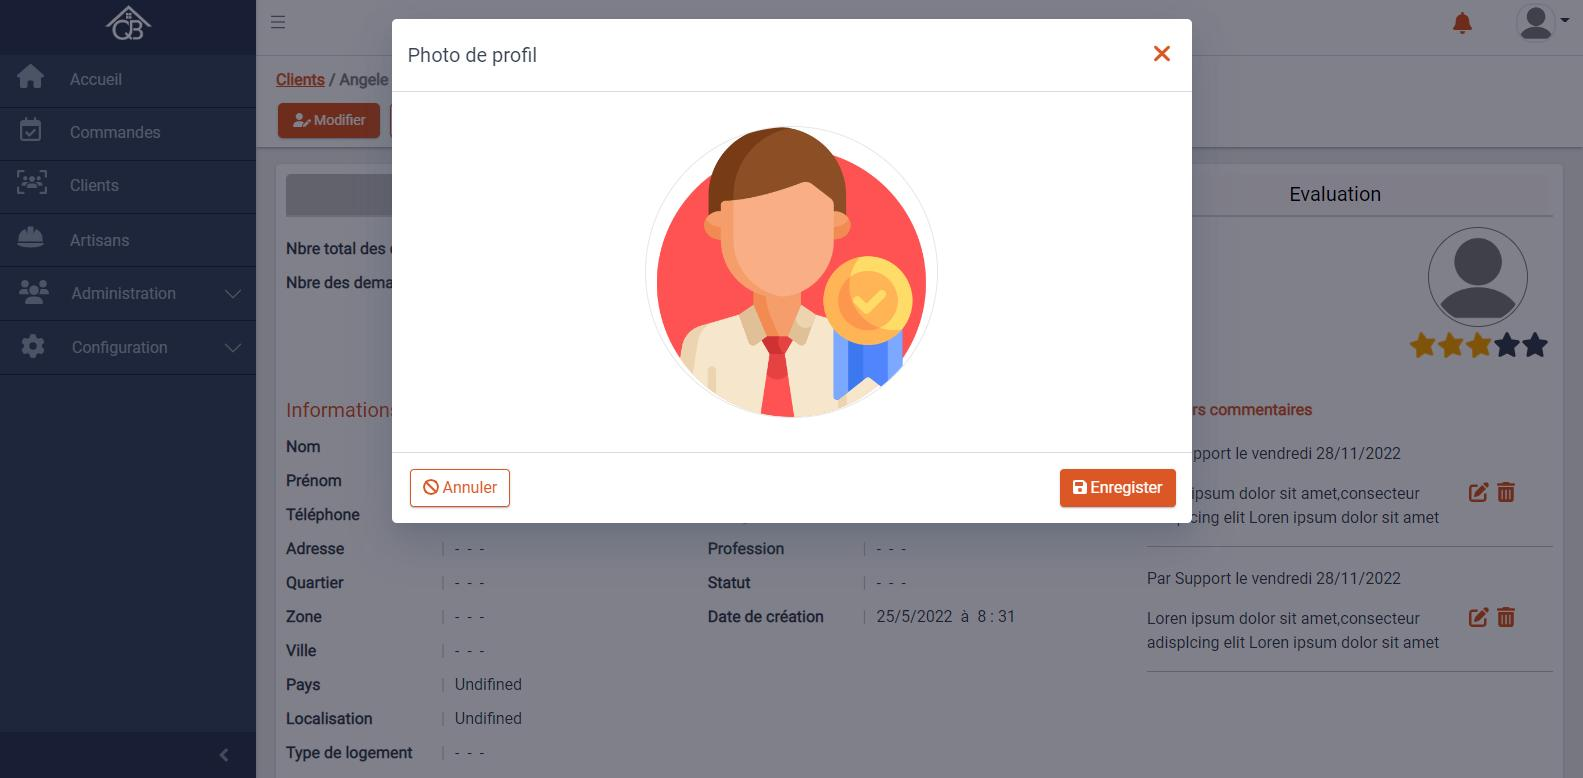 QB
Accueil
Commandes
Clients
Artisans
Administration
Configuration
Clients / Angele
Modifier
Photo de profil
Annuler
Enregister
Nbre total des
Nbre des dema
Evaluation
Informations
Nom
Prénom
Téléphone
Adresse | - - -
Quartier | - - -
Zone | - - -
Ville | - - -
Pays | Undifined
Localisation | Undifined
Type de logement | - - -
Profession | - - -
Statut | - - -
Date de création | 25/5/2022 à 8 : 31
rs commentaires
pport le vendredi 28/11/2022
ipsum dolor sit amet,consecteur
cing elit Loren ipsum dolor sit amet
Par Support le vendredi 28/11/2022
Loren ipsum dolor sit amet,consecteur
adisplcing elit Loren ipsum dolor sit amet